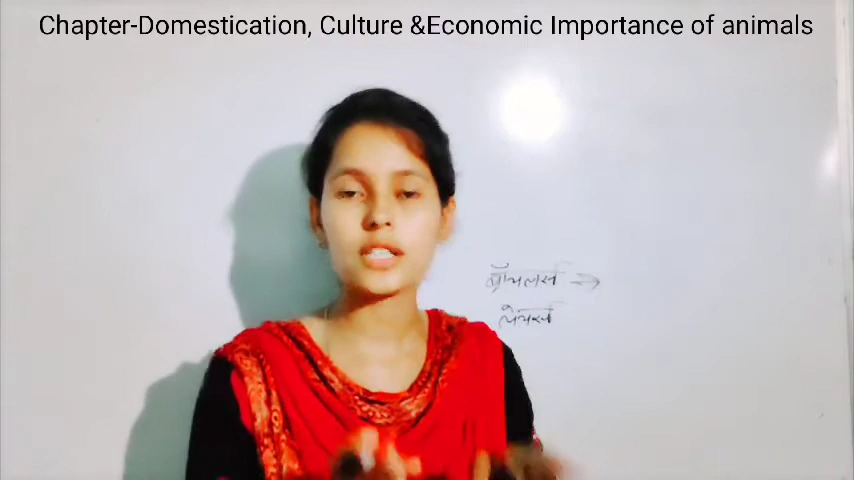 Chapter-Domestication, Culture &Economic Importance of animals
ब्रॉयलर्स →
लेयर्स